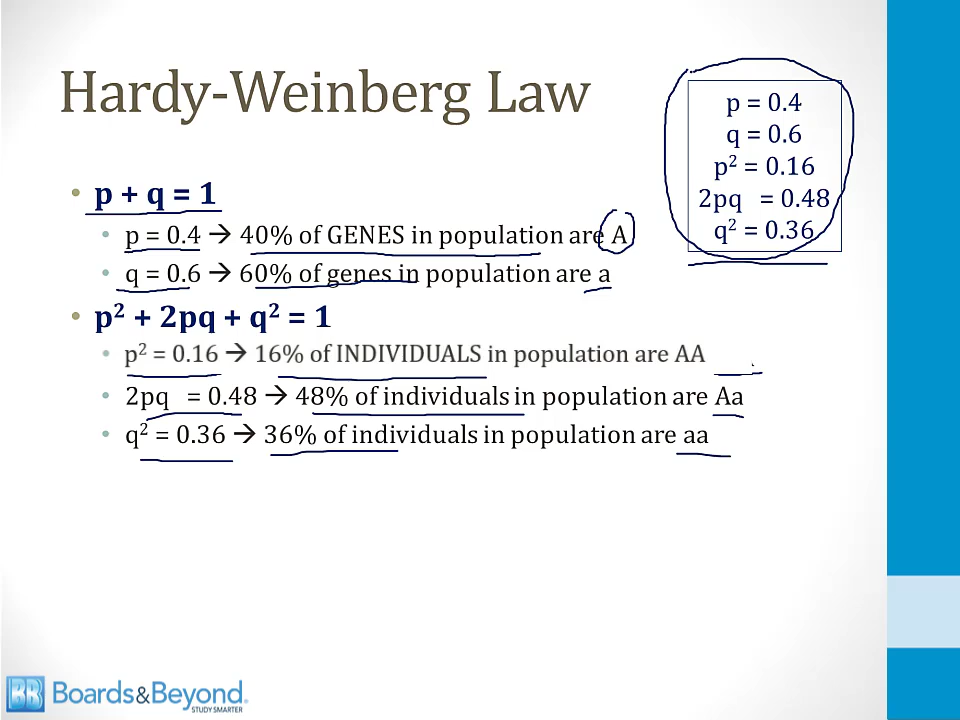 Hardy-Weinberg Law
p = 0.4
q = 0.6
p² = 0.16
2pq = 0.48
q² = 0.36
• p + q = 1
• p = 0.4 → 40% of GENES in population are A
• q = 0.6 → 60% of genes in population are a
• p² + 2pq + q² = 1
• p² = 0.16 → 16% of INDIVIDUALS in population are AA
• 2pq = 0.48 → 48% of individuals in population are Aa
• q² = 0.36 → 36% of individuals in population are aa
BB Boards&Beyond.
STUDY SMARTER